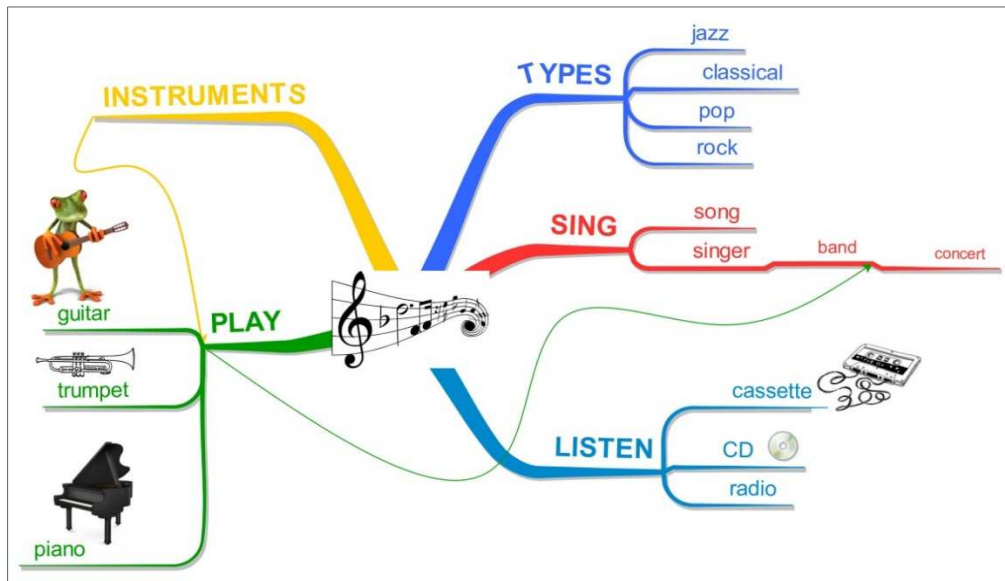 INSTRUMENTS
TYPES
jazz
classical
pop
rock
SING
song
singer
band
concert
PLAY
guitar
trumpet
piano
LISTEN
cassette
CD
radio